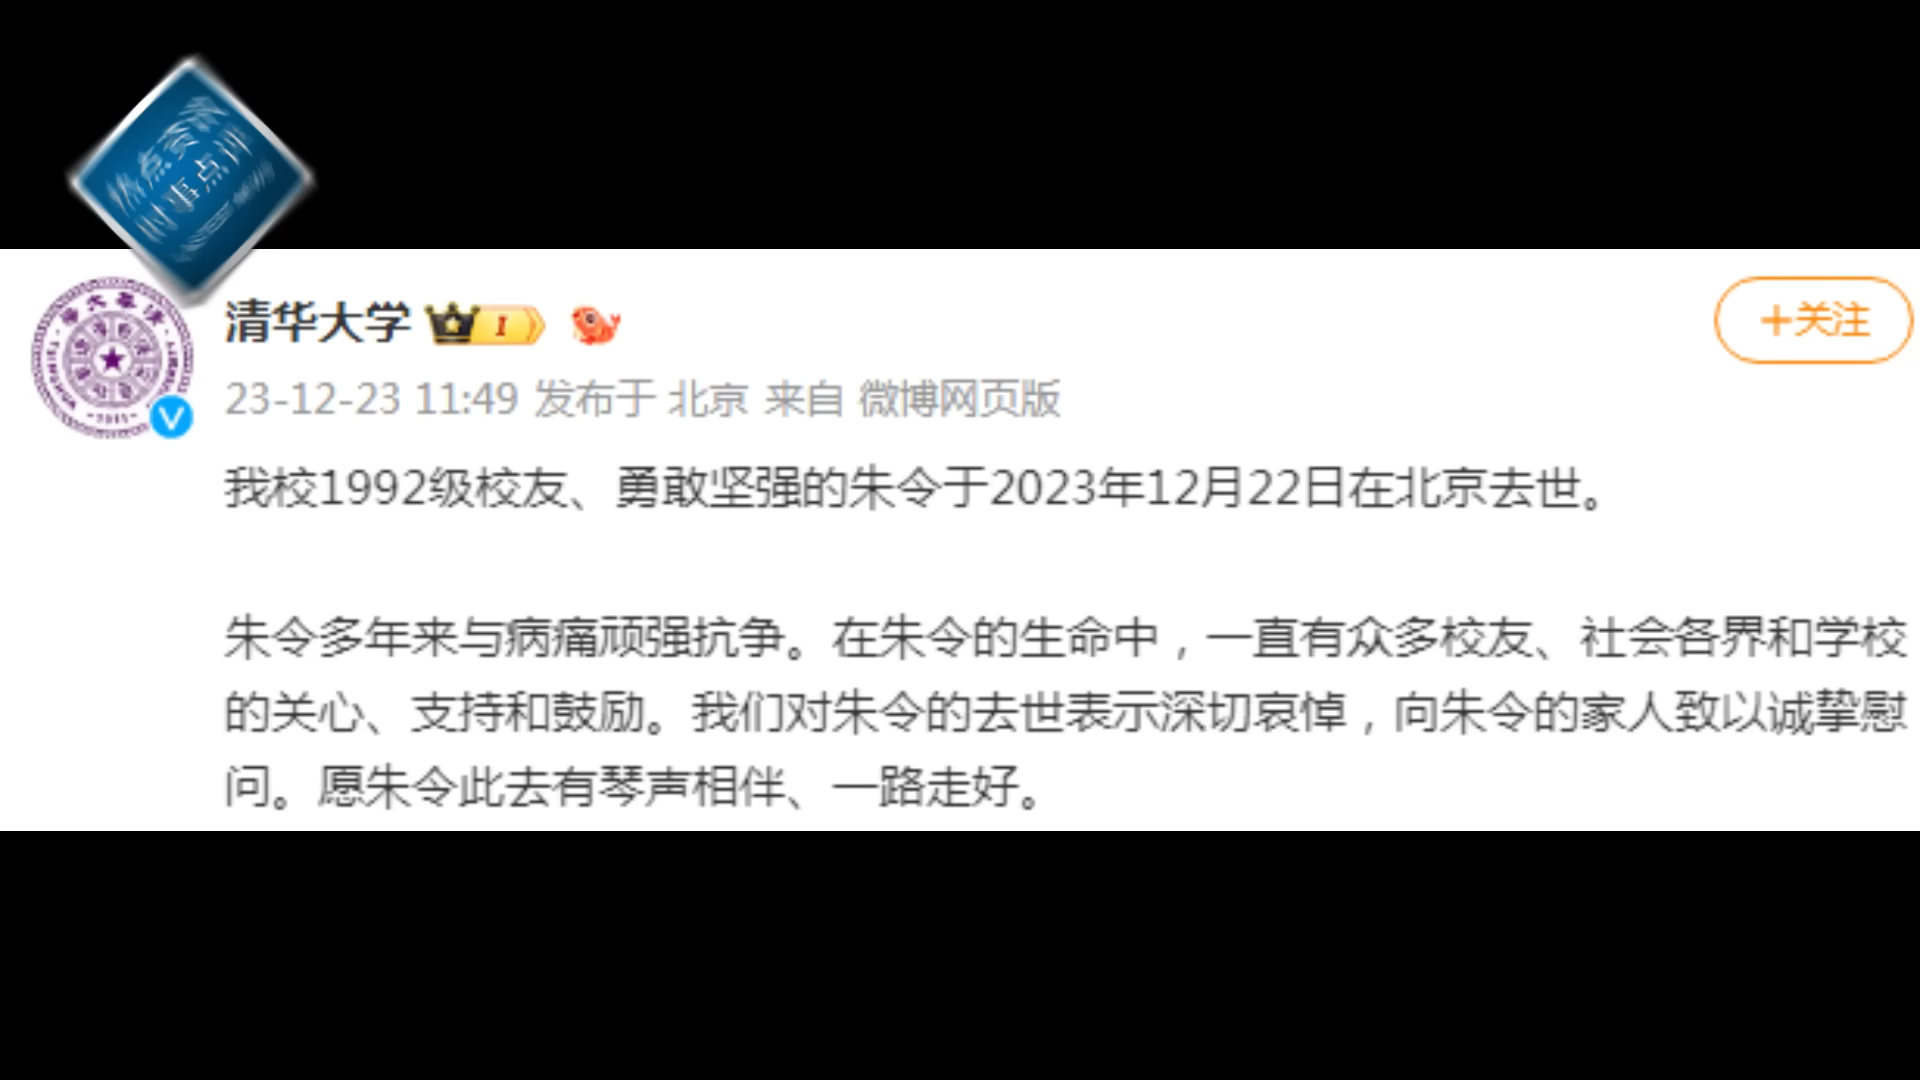 清华大学 I
+关注
23-12-23 11:49 发布于 北京 来自 微博网页版
我校1992级校友、勇敢坚强的朱令于2023年12月22日在北京去世。
朱令多年来与病痛顽强抗争。在朱令的生命中，一直有众多校友、社会各界和学校
的关心、支持和鼓励。我们对朱令的去世表示深切哀悼，向朱令的家人致以诚挚慰
问。愿朱令此去有琴声相伴、一路走好。